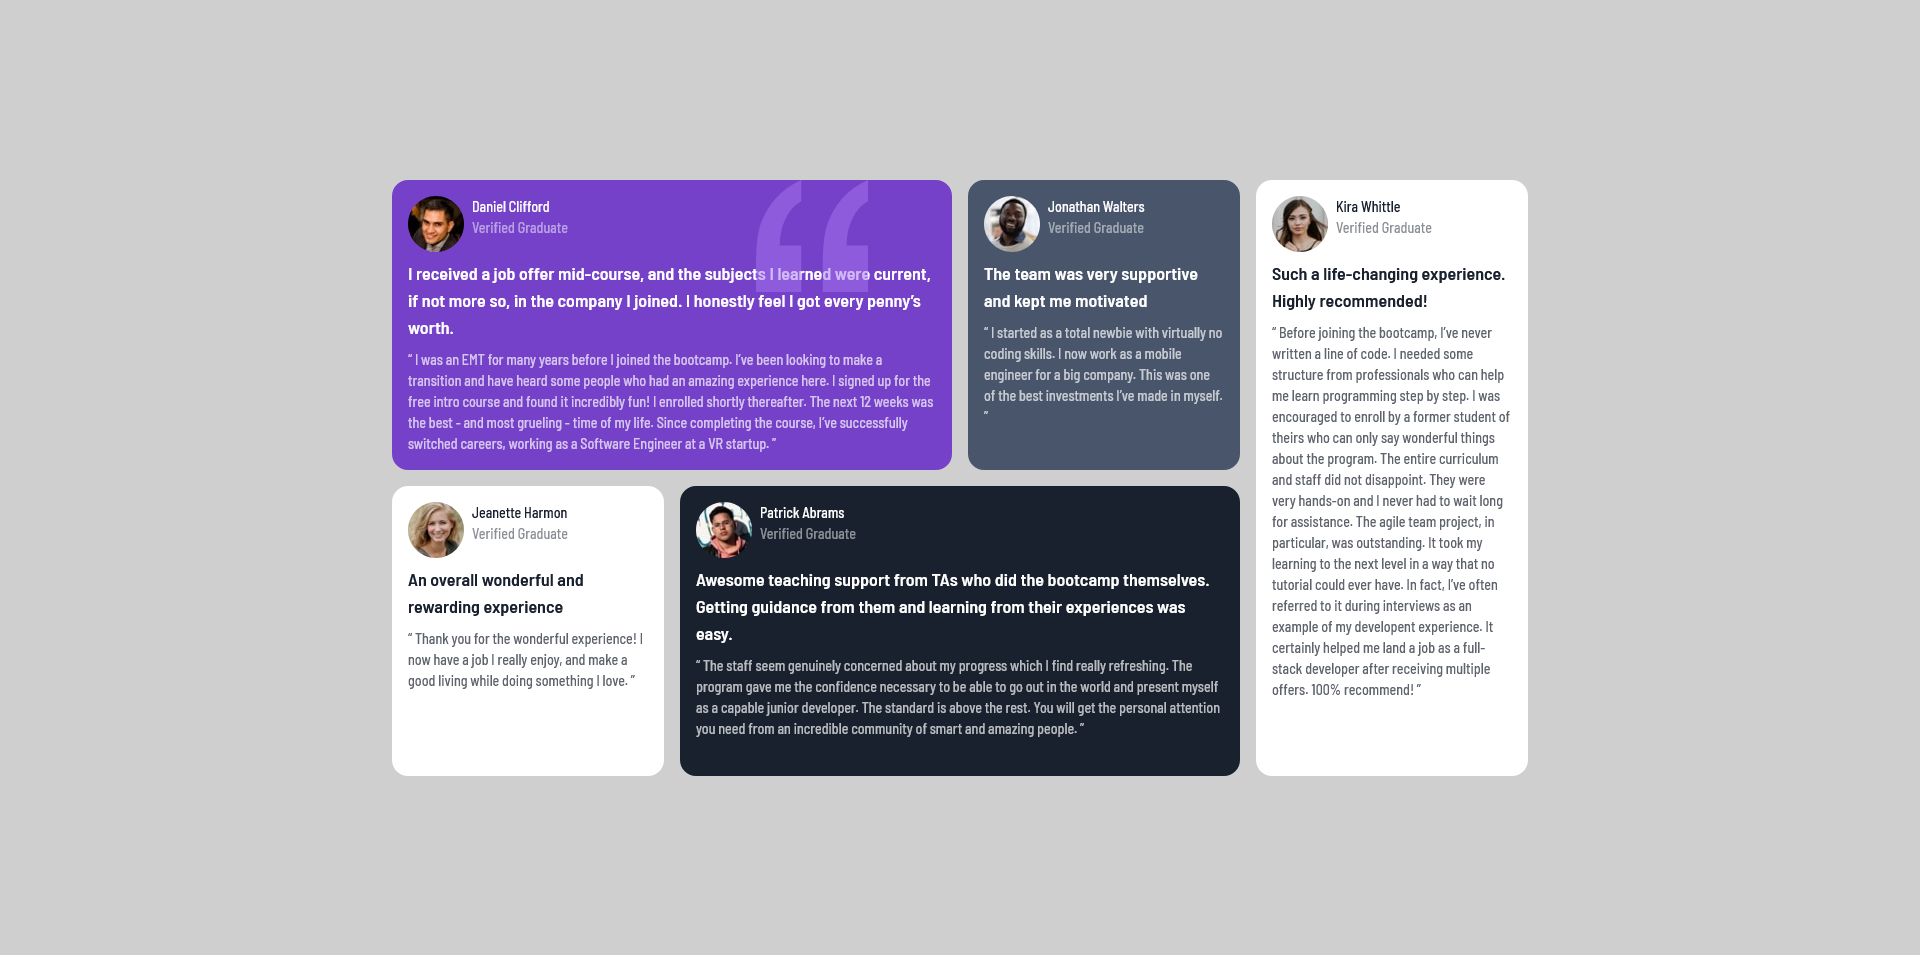 Daniel Clifford
Verified Graduate
I received a job offer mid-course, and the subjects I learned were current,
if not more so, in the company I joined. I honestly feel I got every penny’s
worth.
“ I was an EMT for many years before I joined the bootcamp. I’ve been looking to make a
transition and have heard some people who had an amazing experience here. I signed up for the
free intro course and found it incredibly fun! I enrolled shortly thereafter. The next 12 weeks was
the best - and most grueling - time of my life. Since completing the course, I’ve successfully
switched careers, working as a Software Engineer at a VR startup. ”
Jonathan Walters
Verified Graduate
The team was very supportive
and kept me motivated
“ I started as a total newbie with virtually no
coding skills. I now work as a mobile
engineer for a big company. This was one
of the best investments I’ve made in myself.
”
Kira Whittle
Verified Graduate
Such a life-changing experience.
Highly recommended!
“ Before joining the bootcamp, I’ve never
written a line of code. I needed some
structure from professionals who can help
me learn programming step by step. I was
encouraged to enroll by a former student of
theirs who can only say wonderful things
about the program. The entire curriculum
and staff did not disappoint. They were
very hands-on and I never had to wait long
for assistance. The agile team project, in
particular, was outstanding. It took my
learning to the next level in a way that no
tutorial could ever have. In fact, I’ve often
referred to it during interviews as an
example of my developent experience. It
certainly helped me land a job as a full-
stack developer after receiving multiple
offers. 100% recommend! ”
Jeanette Harmon
Verified Graduate
An overall wonderful and
rewarding experience
“ Thank you for the wonderful experience! I
now have a job I really enjoy, and make a
good living while doing something I love. ”
Patrick Abrams
Verified Graduate
Awesome teaching support from TAs who did the bootcamp themselves.
Getting guidance from them and learning from their experiences was
easy.
“ The staff seem genuinely concerned about my progress which I find really refreshing. The
program gave me the confidence necessary to be able to go out in the world and present myself
as a capable junior developer. The standard is above the rest. You will get the personal attention
you need from an incredible community of smart and amazing people. ”